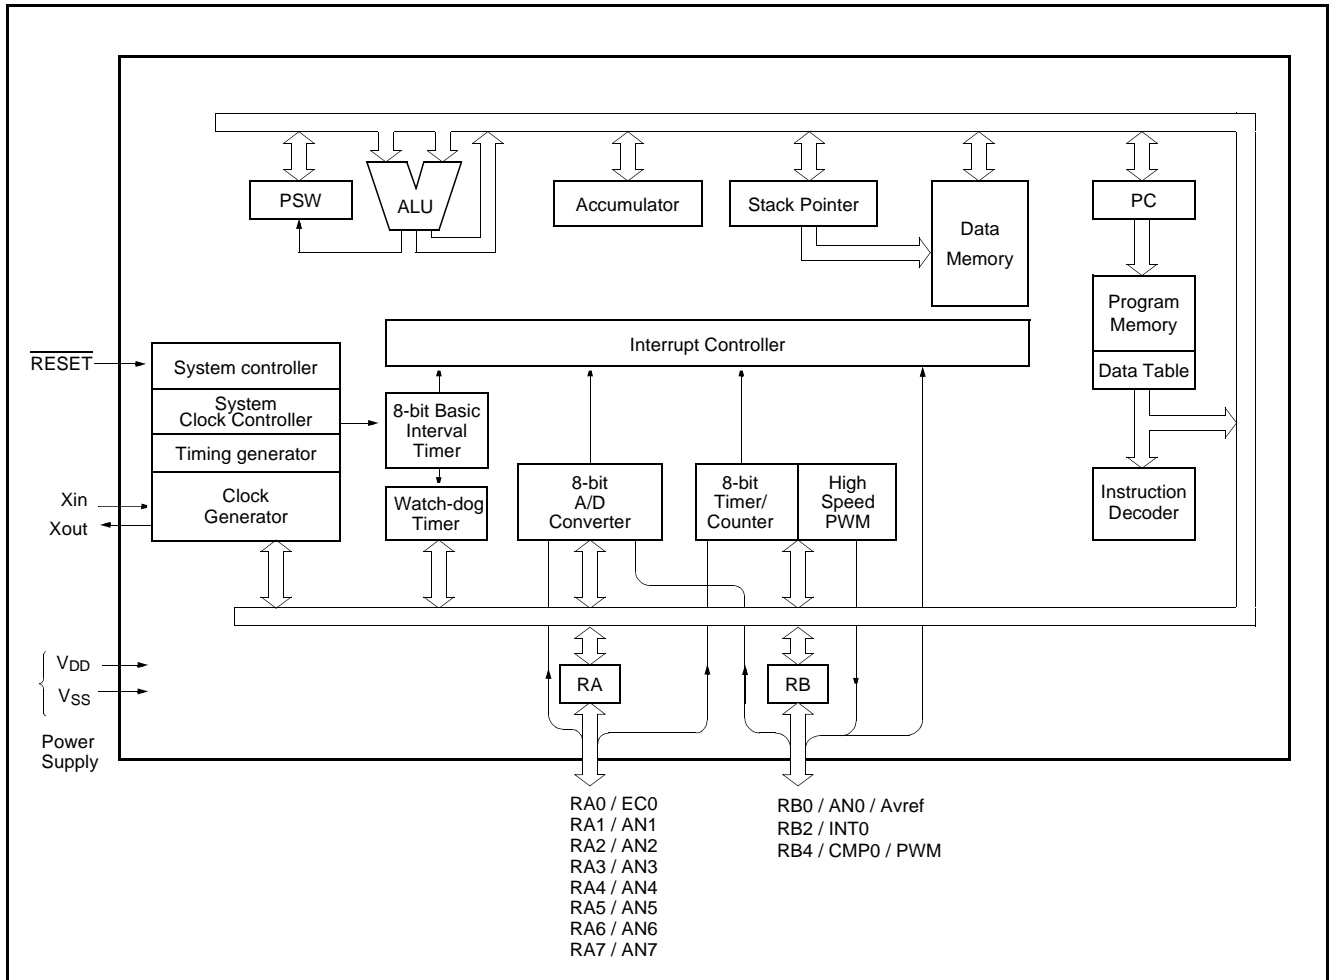 PSW
ALU
Accumulator
Stack Pointer
Data
Memory
PC
Program
Memory
Data Table
Instruction
Decoder
Interrupt Controller
RESET
System controller
System
Clock Controller
Timing generator
Clock
Generator
Xin
Xout
8-bit Basic
Interval
Timer
Watch-dog
Timer
8-bit
A/D
Converter
8-bit
Timer/
Counter
High
Speed
PWM
VDD
VSS
Power
Supply
RA
RB
RA0 / EC0
RA1 / AN1
RA2 / AN2
RA3 / AN3
RA4 / AN4
RA5 / AN5
RA6 / AN6
RA7 / AN7
RB0 / AN0 / Avref
RB2 / INT0
RB4 / CMP0 / PWM